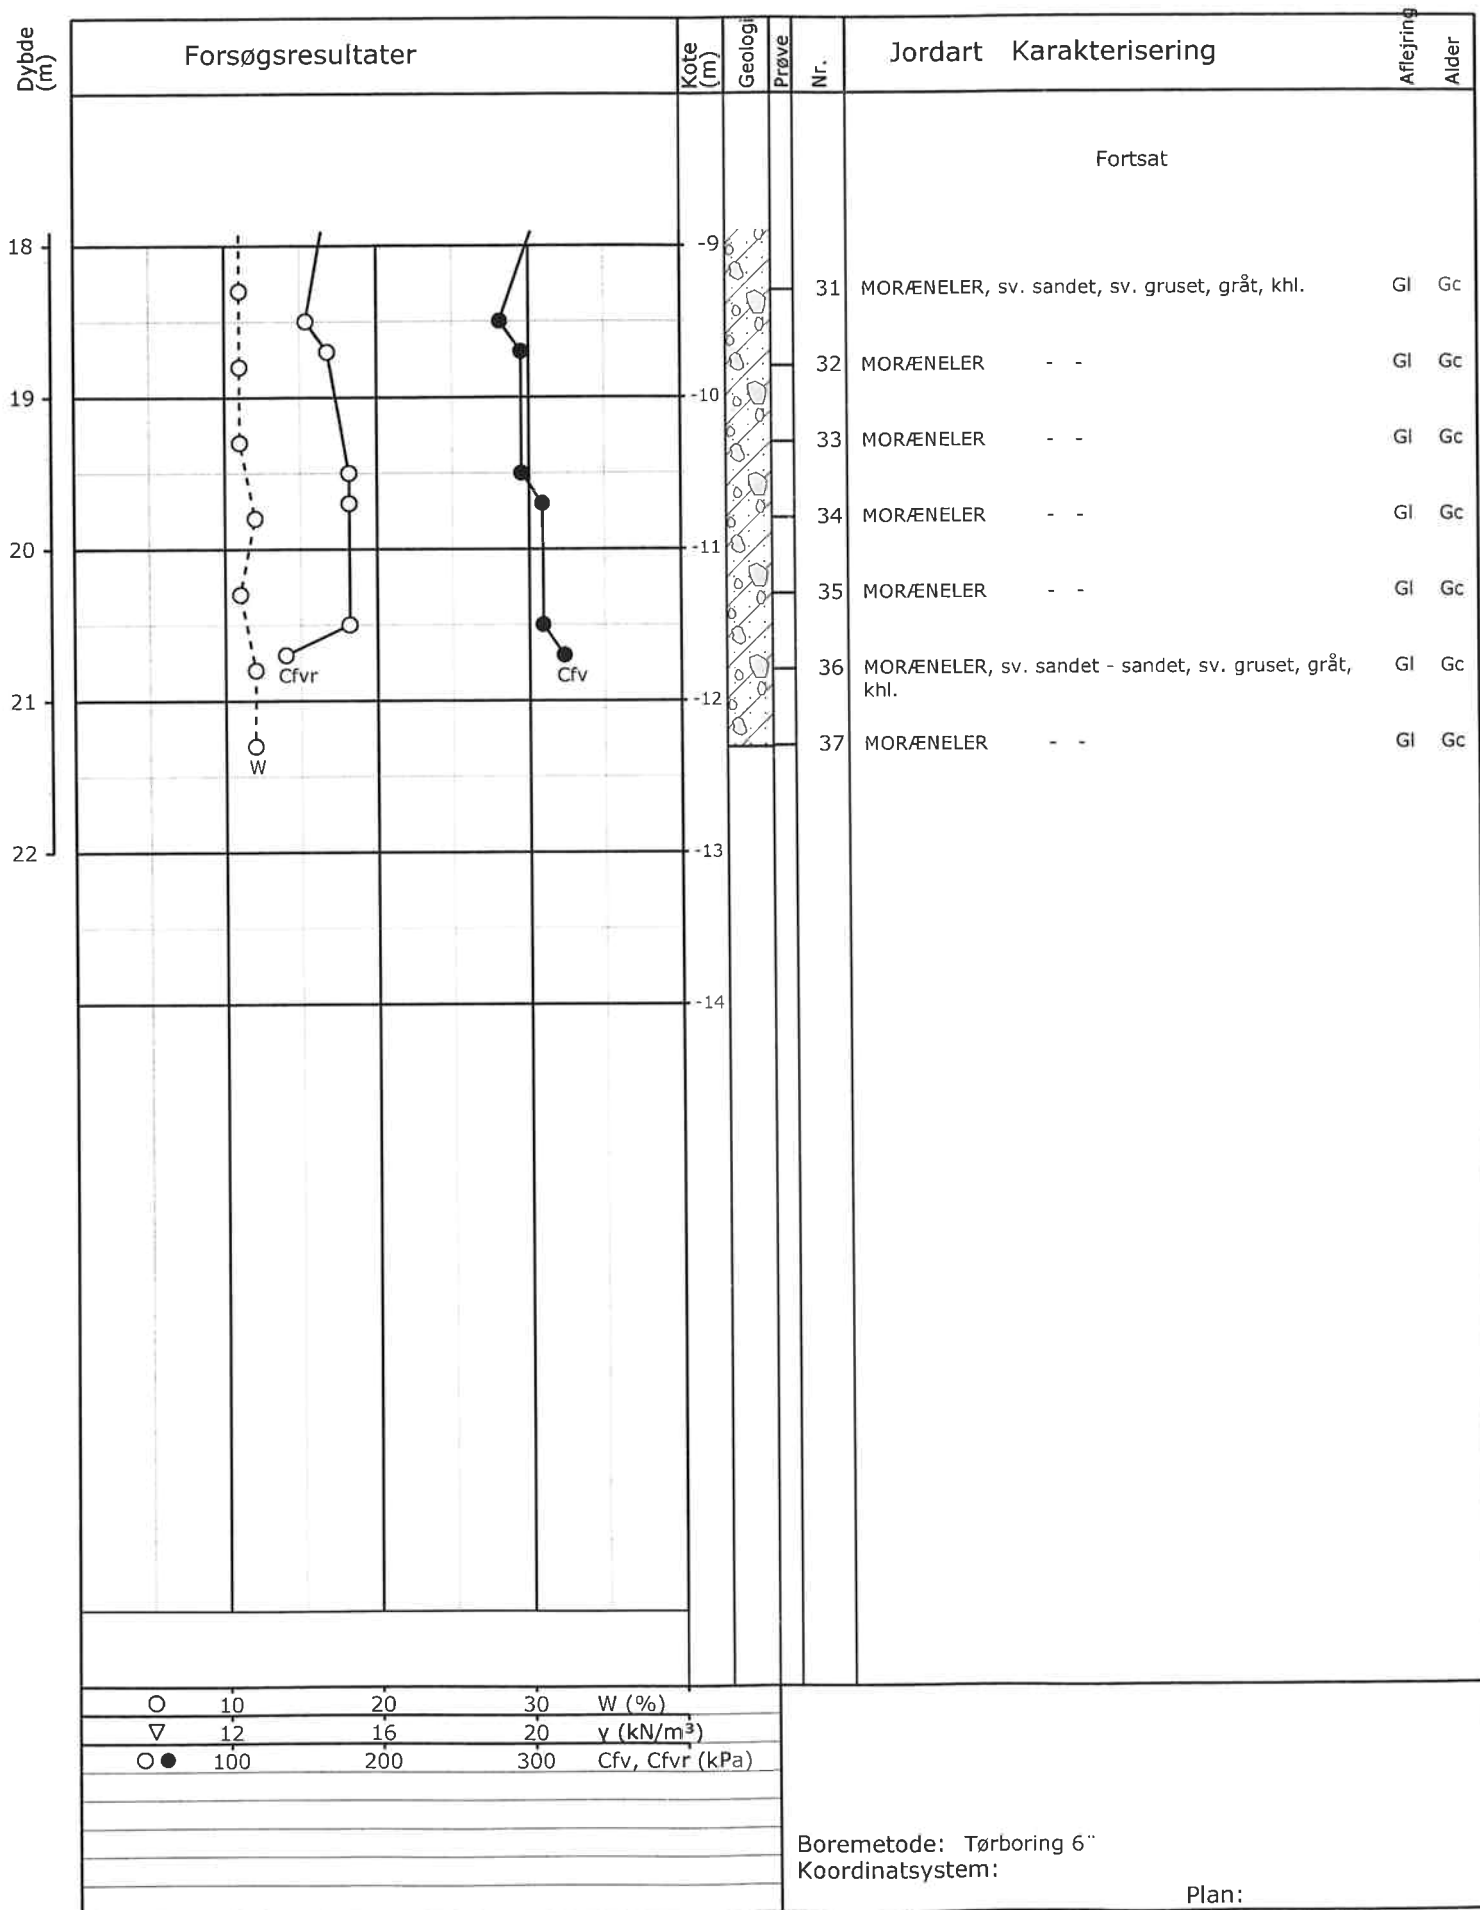 Dybde (m)
Forsøgsresultater
Kote (m)
Geologi
Prøve
Nr.
Jordart Karakterisering
Aflejring
Alder
Fortsat
18
-9
31 MORÆNELER, sv. sandet, sv. gruset, gråt, khl. Gl Gc
32 MORÆNELER - - Gl Gc
19
-10
33 MORÆNELER - - Gl Gc
34 MORÆNELER - - Gl Gc
20
-11
35 MORÆNELER - - Gl Gc
Cfvr
Cfv
36 MORÆNELER, sv. sandet - sandet, sv. gruset, gråt, Gl Gc
khl.
21
-12
37 MORÆNELER - - Gl Gc
W
22
-13
-14
10 20 30 W (%)
12 16 20 γ (kN/m³)
100 200 300 Cfv, Cfvr (kPa)
Boremetode: Tørboring 6¨
Koordinatsystem:
Plan: